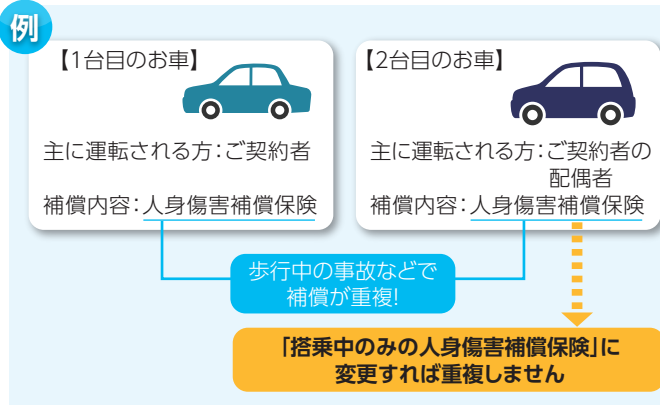 例
【1台目のお車】
主に運転される方：ご契約者
補償内容：人身傷害補償保険
【2台目のお車】
主に運転される方：ご契約者の
配偶者
補償内容：人身傷害補償保険
歩行中の事故などで
補償が重複!
「搭乗中のみの人身傷害補償保険」に
変更すれば重複しません